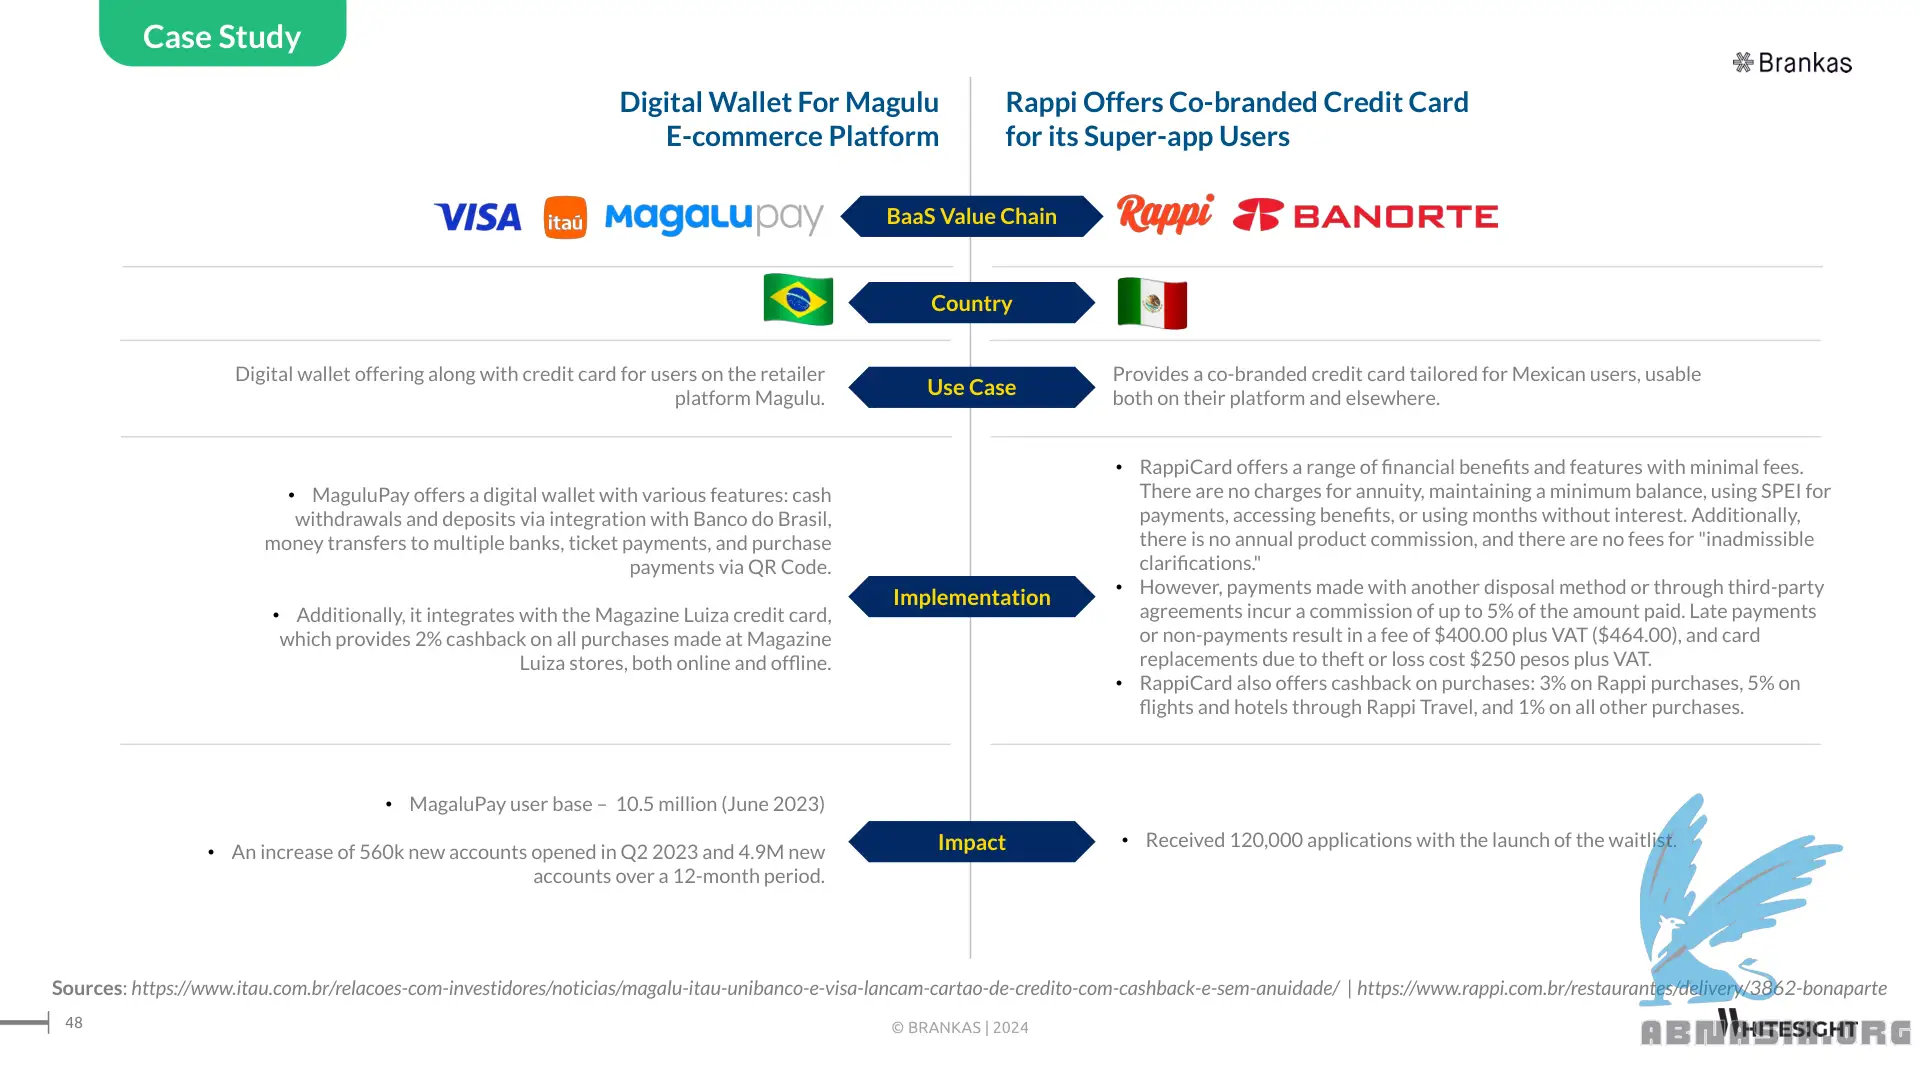 Case Study
Brankas
Digital Wallet For Magulu
E-commerce Platform
Rappi Offers Co-branded Credit Card
for its Super-app Users
VISA
itaú
MagaLu pay
BaaS Value Chain
Rappi
BANORTE
Country
Digital wallet offering along with credit card for users on the retailer
platform Magulu.
Use Case
Provides a co-branded credit card tailored for Mexican users, usable
both on their platform and elsewhere.
• MaguluPay offers a digital wallet with various features: cash
withdrawals and deposits via integration with Banco do Brasil,
money transfers to multiple banks, ticket payments, and purchase
payments via QR Code.
• Additionally, it integrates with the Magazine Luiza credit card,
which provides 2% cashback on all purchases made at Magazine
Luiza stores, both online and offline.
Implementation
• RappiCard offers a range of financial benefits and features with minimal fees.
There are no charges for annuity, maintaining a minimum balance, using SPEI for
payments, accessing benefits, or using months without interest. Additionally,
there is no annual product commission, and there are no fees for "inadmissible
clarifications."
• However, payments made with another disposal method or through third-party
agreements incur a commission of up to 5% of the amount paid. Late payments
or non-payments result in a fee of $400.00 plus VAT ($464.00), and card
replacements due to theft or loss cost $250 pesos plus VAT.
• RappiCard also offers cashback on purchases: 3% on Rappi purchases, 5% on
flights and hotels through Rappi Travel, and 1% on all other purchases.
• MagaluPay user base – 10.5 million (June 2023)
• An increase of 560k new accounts opened in Q2 2023 and 4.9M new
accounts over a 12-month period.
Impact
• Received 120,000 applications with the launch of the waitlist.
Sources: https://www.itau.com.br/relacoes-com-investidores/noticias/magalu-itau-unibanco-e-visa-lancam-cartao-de-credito-com-cashback-e-sem-anuidade/ | https://www.rappi.com.br/restaurantes/delivery/3862-bonaparte
48
© BRANKAS | 2024
WHITESIGHT
ABNASIA.ORG